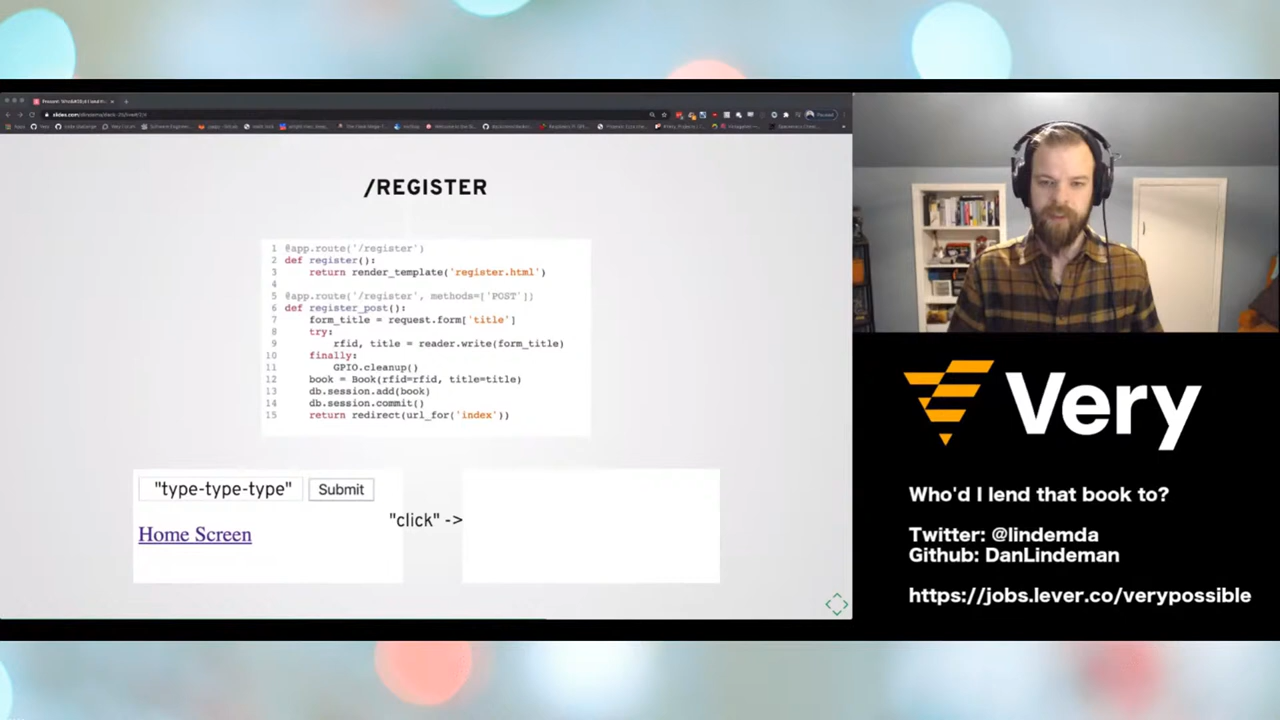 /REGISTER
1 @app.route('/register')
2 def register():
3 return render_template('register.html')
4
5 @app.route('/register', methods=['POST'])
6 def register_post():
7 form_title = request.form['title']
8 try:
9 rfid, title = reader.write(form_title)
10 finally:
11 GPIO.cleanup()
12 book = Book(rfid=rfid, title=title)
13 db.session.add(book)
14 db.session.commit()
15 return redirect(url_for('index'))
"type-type-type" Submit
"click" ->
Home Screen
Very
Who'd I lend that book to?
Twitter: @lindemda
Github: DanLindeman
https://jobs.lever.co/verypossible